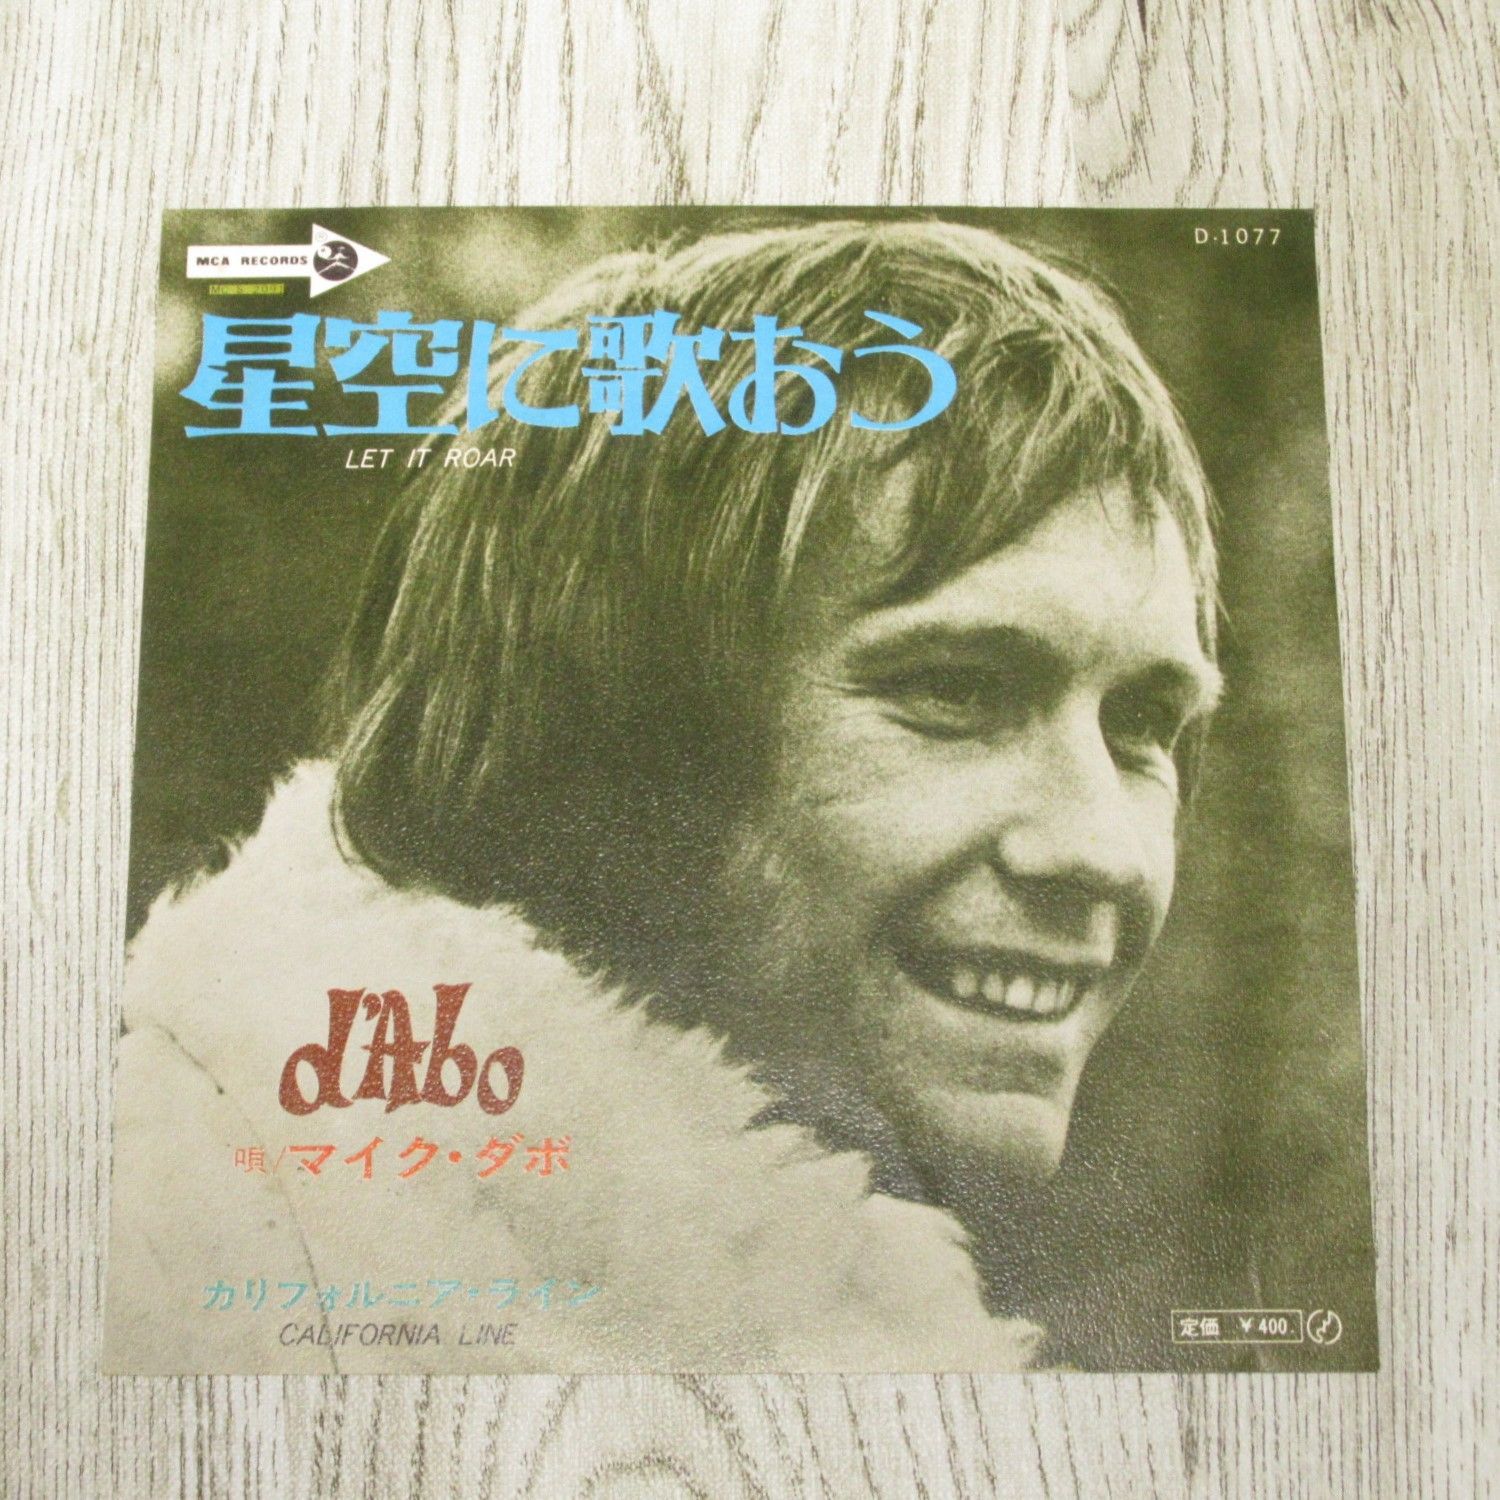 MCA RECORDS
D・1077
星空に歌おう
LET IT ROAR
d'Abo
唄/マイク・ダボ
カリフォルニア・ライン
CALIFORNIA LINE
定価 ¥400.